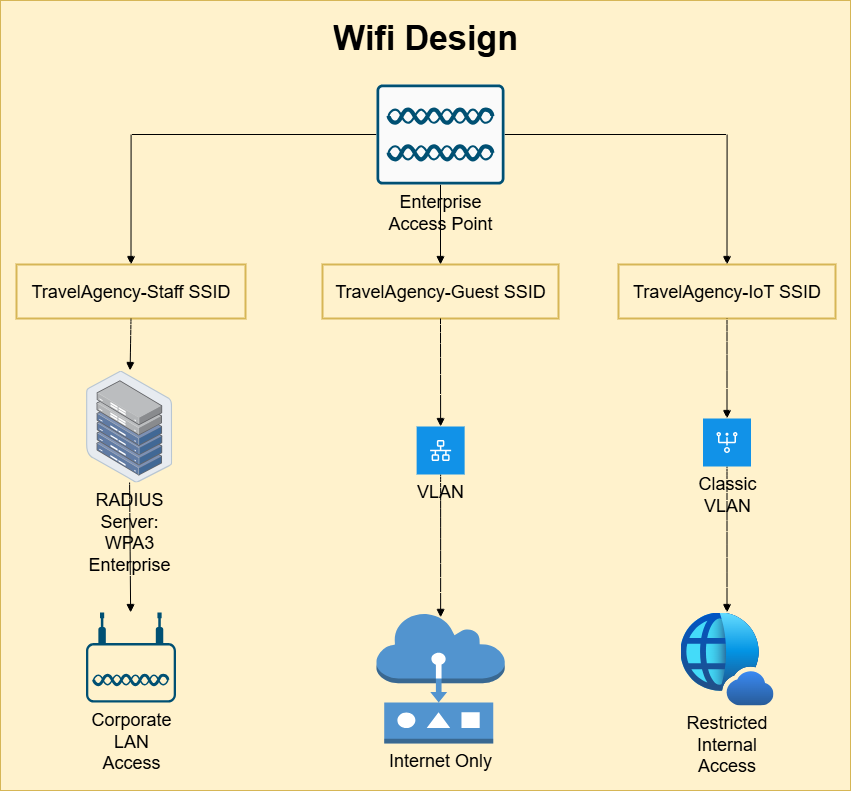 Wifi Design
Enterprise
Access Point
TravelAgency-Staff SSID
TravelAgency-Guest SSID
TravelAgency-IoT SSID
RADIUS
Server:
WPA3
Enterprise
VLAN
Classic
VLAN
Corporate
LAN
Access
Internet Only
Restricted
Internal
Access